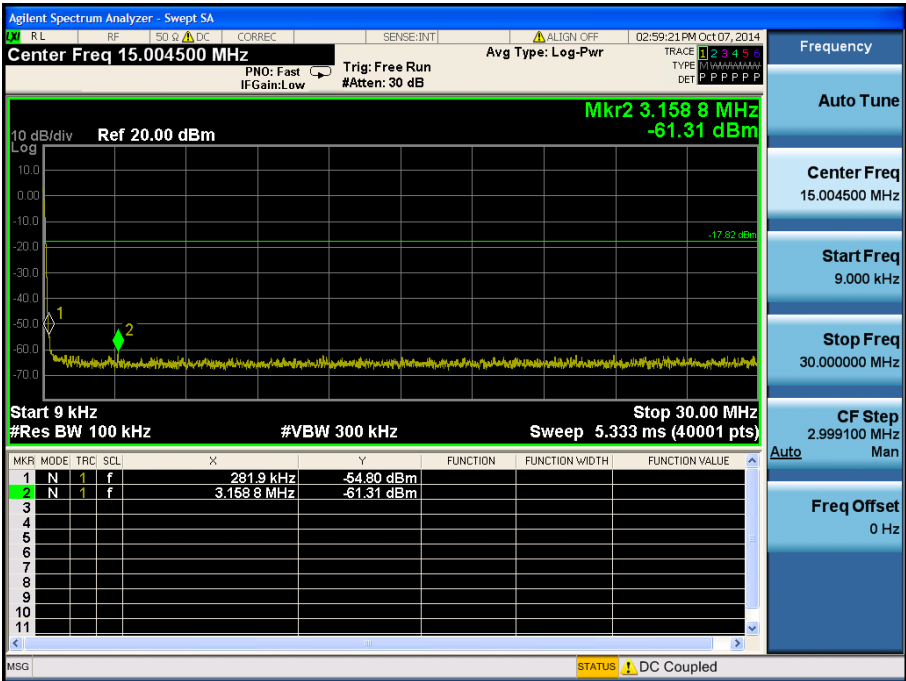 Agilent Spectrum Analyzer - Swept SA
LXI RL RF 50 Ω DC CORREC SENSE:INT ALIGN OFF 02:59:21 PM Oct 07, 2014
Center Freq 15.004500 MHz
PNO: Fast
IFGain:Low
Trig: Free Run
#Atten: 30 dB
Avg Type: Log-Pwr
TRACE 1 2 3 4 5 6
TYPE M WWWWW
DET P P P P P P
Mkr2 3.158 8 MHz
-61.31 dBm
10 dB/div Ref 20.00 dBm
Log
10.0
0.00
-10.0
-17.82 dBm
-20.0
-30.0
-40.0
-50.0
-60.0
-70.0
1
2
Start 9 kHz Stop 30.00 MHz
#Res BW 100 kHz #VBW 300 kHz Sweep 5.333 ms (40001 pts)
MKR MODE TRC SCL X Y FUNCTION FUNCTION WIDTH FUNCTION VALUE
1 N 1 f 281.9 kHz -54.80 dBm
2 N 1 f 3.158 8 MHz -61.31 dBm
3
4
5
6
7
8
9
10
11
MSG STATUS DC Coupled
Frequency
Auto Tune
Center Freq
15.004500 MHz
Start Freq
9.000 kHz
Stop Freq
30.000000 MHz
CF Step
2.999100 MHz
Auto Man
Freq Offset
0 Hz